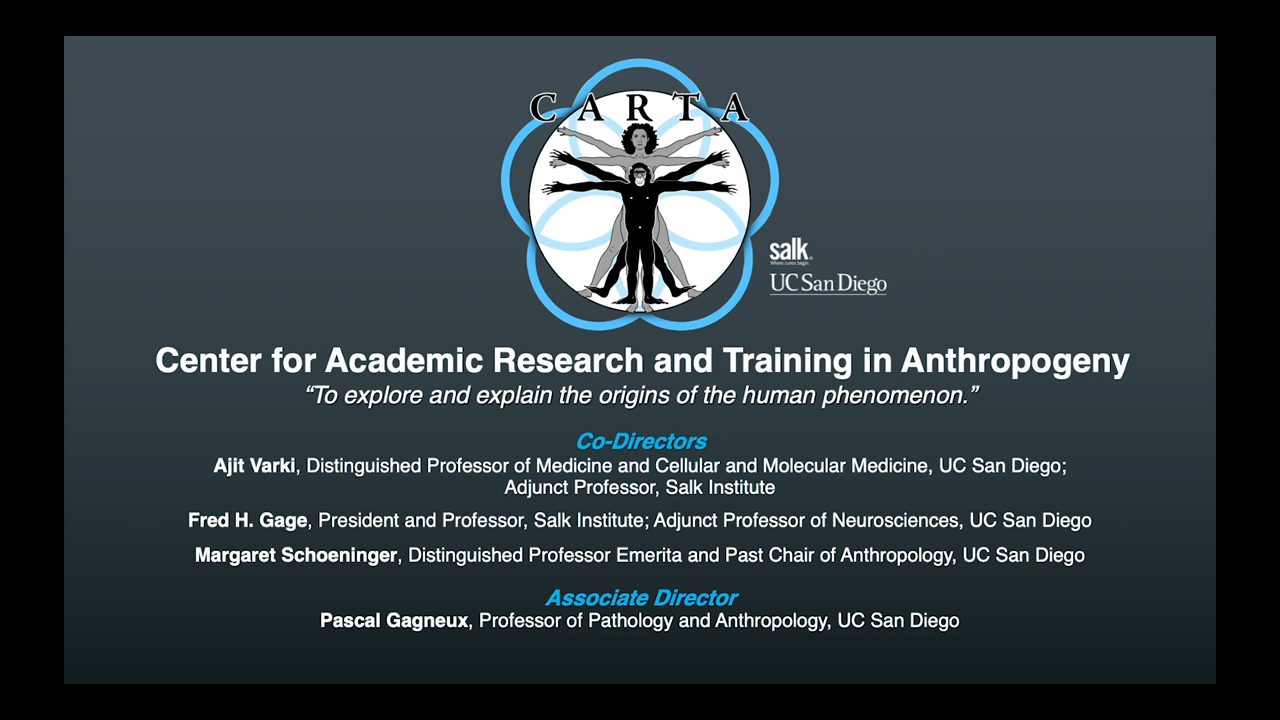 CARTA
salk.
Where cures begin.
UC San Diego
Center for Academic Research and Training in Anthropogeny
“To explore and explain the origins of the human phenomenon.”
Co-Directors
Ajit Varki, Distinguished Professor of Medicine and Cellular and Molecular Medicine, UC San Diego;
Adjunct Professor, Salk Institute
Fred H. Gage, President and Professor, Salk Institute; Adjunct Professor of Neurosciences, UC San Diego
Margaret Schoeninger, Distinguished Professor Emerita and Past Chair of Anthropology, UC San Diego
Associate Director
Pascal Gagneux, Professor of Pathology and Anthropology, UC San Diego